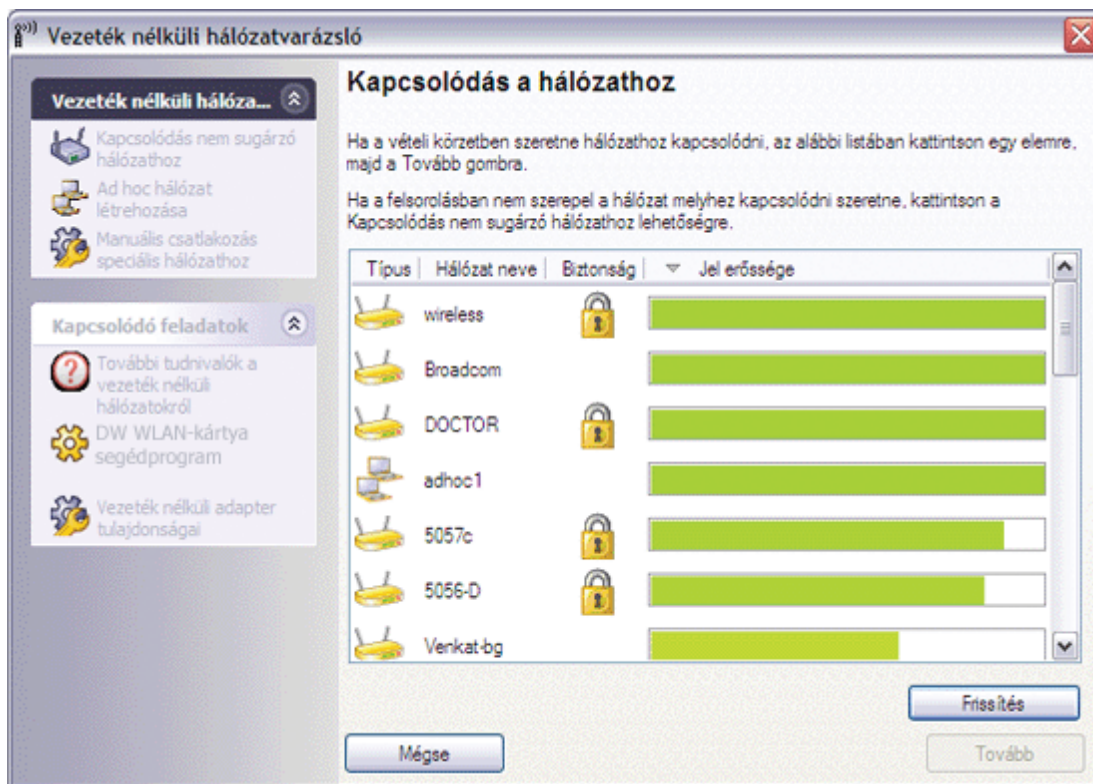 Vezeték nélküli hálózatvarázsló
Vezeték nélküli hálóza...
Kapcsolódás nem sugárzó
hálózathoz
Ad hoc hálózat
létrehozása
Manuális csatlakozás
speciális hálózathoz
Kapcsolódó feladatok
További tudnivalók a
vezeték nélküli
hálózatokról
DW WLAN-kártya
segédprogram
Vezeték nélküli adapter
tulajdonságai
Kapcsolódás a hálózathoz
Ha a vételi körzetben szeretne hálózathoz kapcsolódni, az alábbi listában kattintson egy elemre,
majd a Tovább gombra.
Ha a felsorolásban nem szerepel a hálózat melyhez kapcsolódni szeretne, kattintson a
Kapcsolódás nem sugárzó hálózathoz lehetőségre.
Típus Hálózat neve Biztonság Jel erőssége
wireless
Broadcom
DOCTOR
adhoc1
5057c
5056-D
Venkat-bg
Frissítés
Mégse Tovább